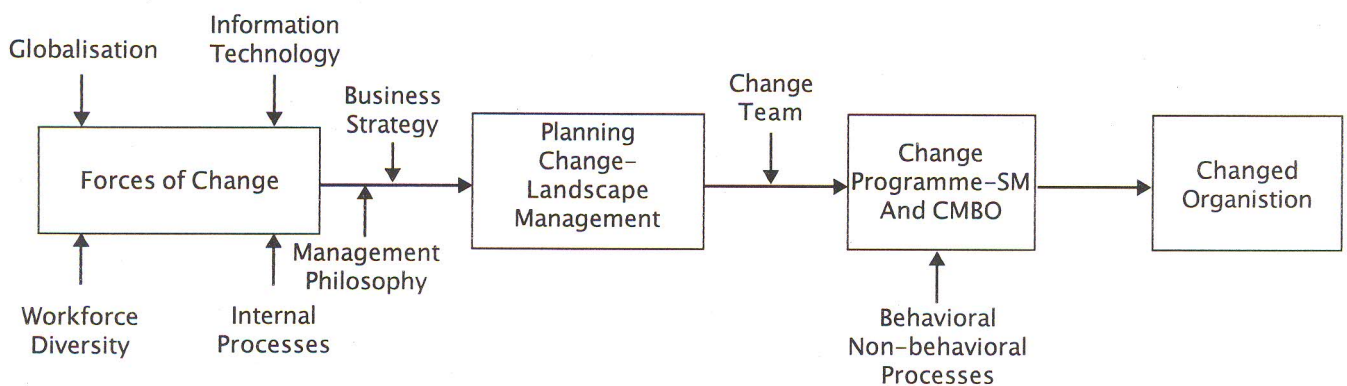 Globalisation
Information
Technology
Business
Strategy
Change
Team
Forces of Change
Planning
Change-
Landscape
Management
Change
Programme-SM
And CMBO
Changed
Organistion
Management
Philosophy
Workforce
Diversity
Internal
Processes
Behavioral
Non-behavioral
Processes